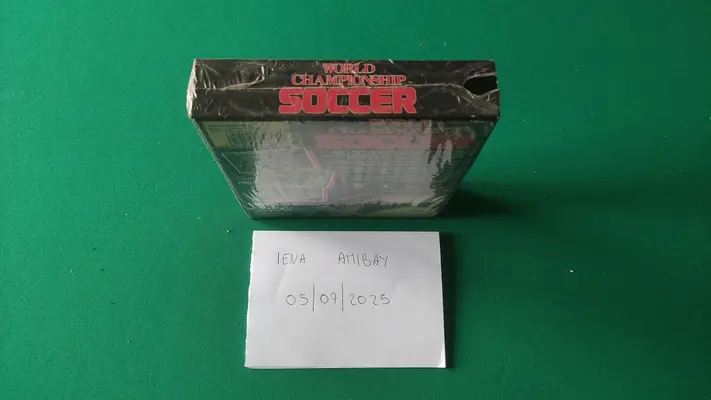 WORLD
CHAMPIONSHIP
SOCCER
IENA AMIBAY
05/07/2025